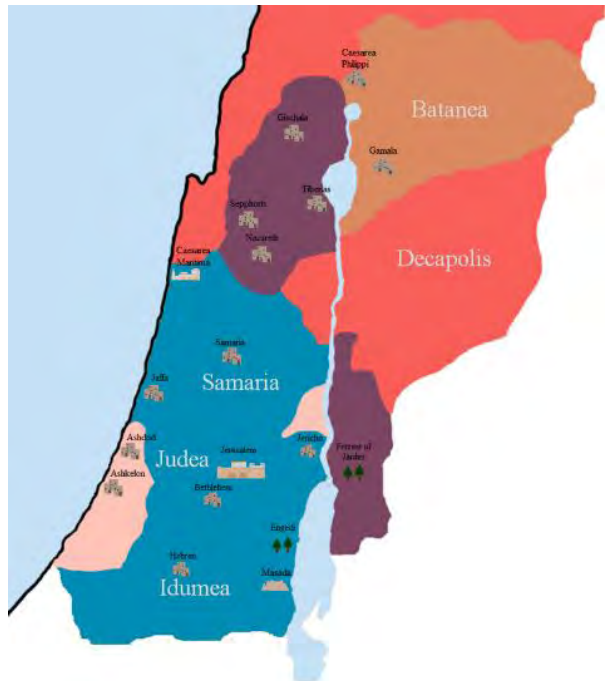 Caesarea
Philippi
Batanea
Gischala
Gamala
Tiberias
Sepphoris
Nazareth
Decapolis
Caesarea
Maritima
Samaria
Samaria
Jaffa
Ashdod
Judea
Jerusalem
Jericho
Ashkelon
Bethlehem
Engedi
Hebron
Masada
Idumea